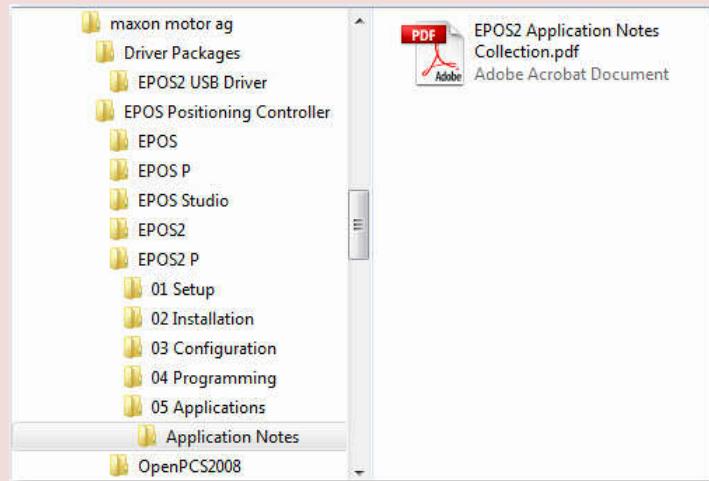 maxon motor ag
Driver Packages
EPOS2 USB Driver
EPOS Positioning Controller
EPOS
EPOS P
EPOS Studio
EPOS2
EPOS2 P
01 Setup
02 Installation
03 Configuration
04 Programming
05 Applications
Application Notes
OpenPCS2008
PDF
Adobe
EPOS2 Application Notes
Collection.pdf
Adobe Acrobat Document